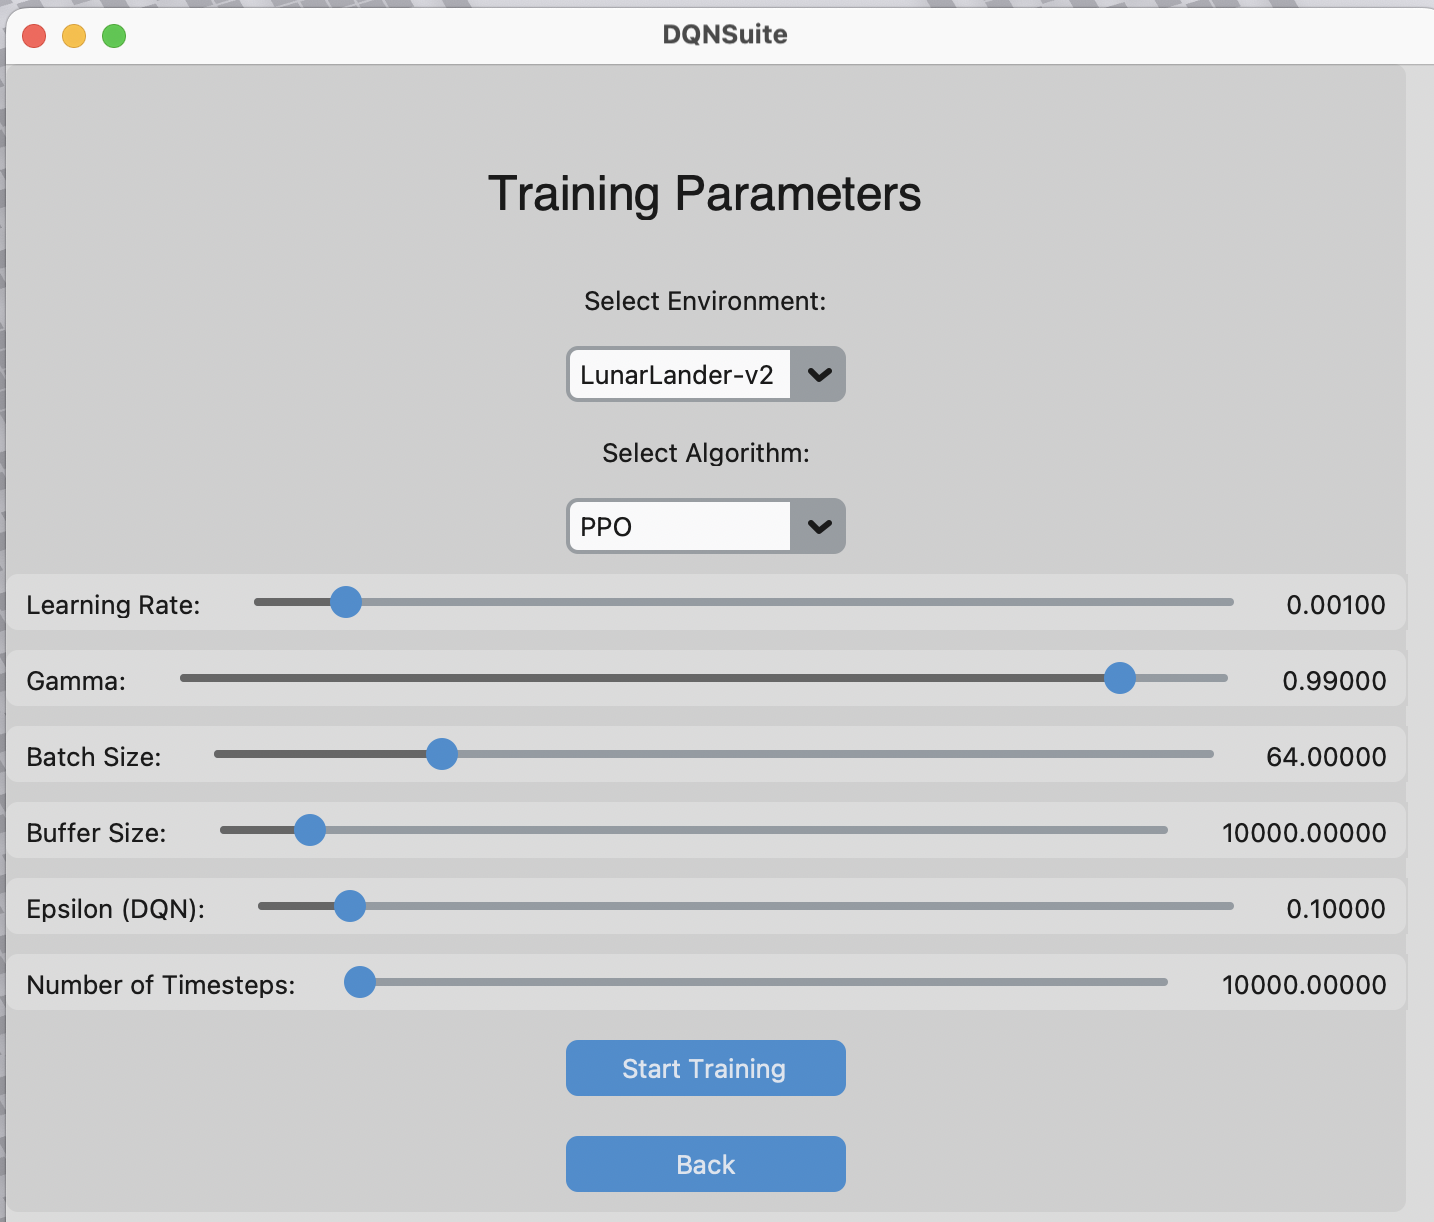 DQNSuite
Training Parameters
Select Environment:
LunarLander-v2
Select Algorithm:
PPO
Learning Rate: 0.00100
Gamma: 0.99000
Batch Size: 64.00000
Buffer Size: 10000.00000
Epsilon (DQN): 0.10000
Number of Timesteps: 10000.00000
Start Training
Back